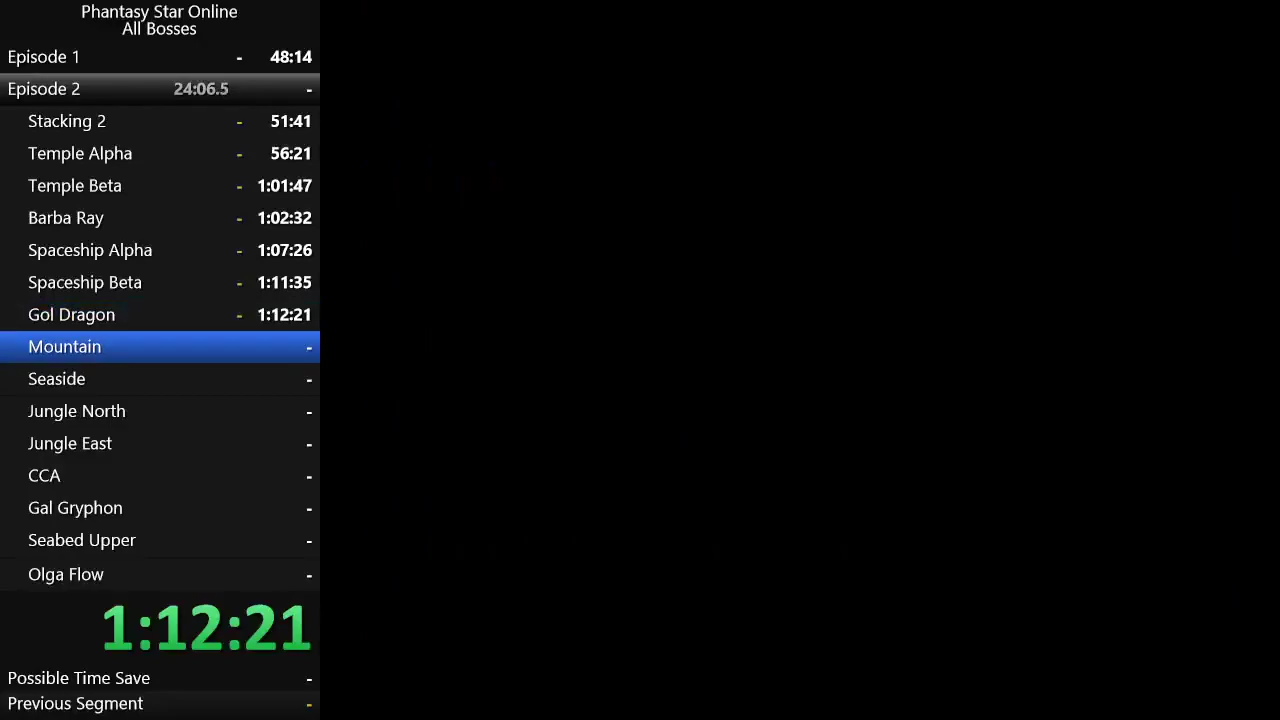 Phantasy Star Online
All Bosses
Episode 1 - 48:14
Episode 2 24:06.5 -
Stacking 2 - 51:41
Temple Alpha - 56:21
Temple Beta - 1:01:47
Barba Ray - 1:02:32
Spaceship Alpha - 1:07:26
Spaceship Beta - 1:11:35
Gol Dragon - 1:12:21
Mountain -
Seaside -
Jungle North -
Jungle East -
CCA -
Gal Gryphon -
Seabed Upper -
Olga Flow -
1:12:21
Possible Time Save -
Previous Segment -